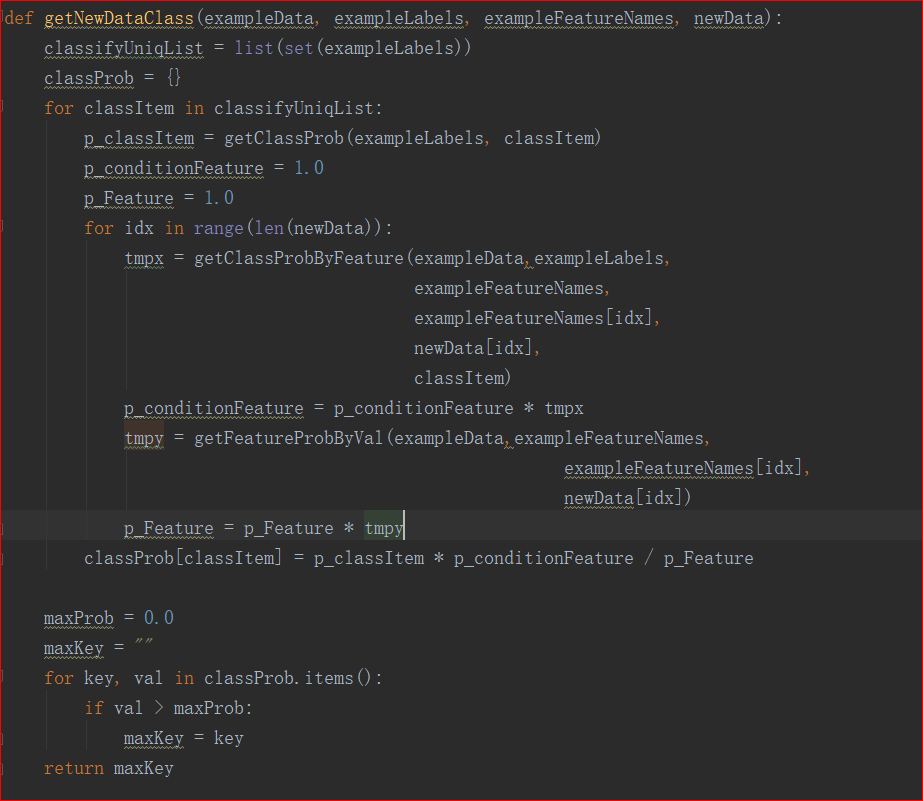 def getNewDataClass(exampleData, exampleLabels, exampleFeatureNames, newData):
    classifyUniqList = list(set(exampleLabels))
    classProb = {}
    for classItem in classifyUniqList:
        p_classItem = getClassProb(exampleLabels, classItem)
        p_conditionFeature = 1.0
        p_Feature = 1.0
        for idx in range(len(newData)):
            tmpx = getClassProbByFeature(exampleData,exampleLabels,
                                         exampleFeatureNames,
                                         exampleFeatureNames[idx],
                                         newData[idx],
                                         classItem)
            p_conditionFeature = p_conditionFeature * tmpx
            tmpy = getFeatureProbByVal(exampleData,exampleFeatureNames,
                                                        exampleFeatureNames[idx],
                                                        newData[idx])
            p_Feature = p_Feature * tmpy
        classProb[classItem] = p_classItem * p_conditionFeature / p_Feature

    maxProb = 0.0
    maxKey = ""
    for key, val in classProb.items():
        if val > maxProb:
            maxKey = key
    return maxKey